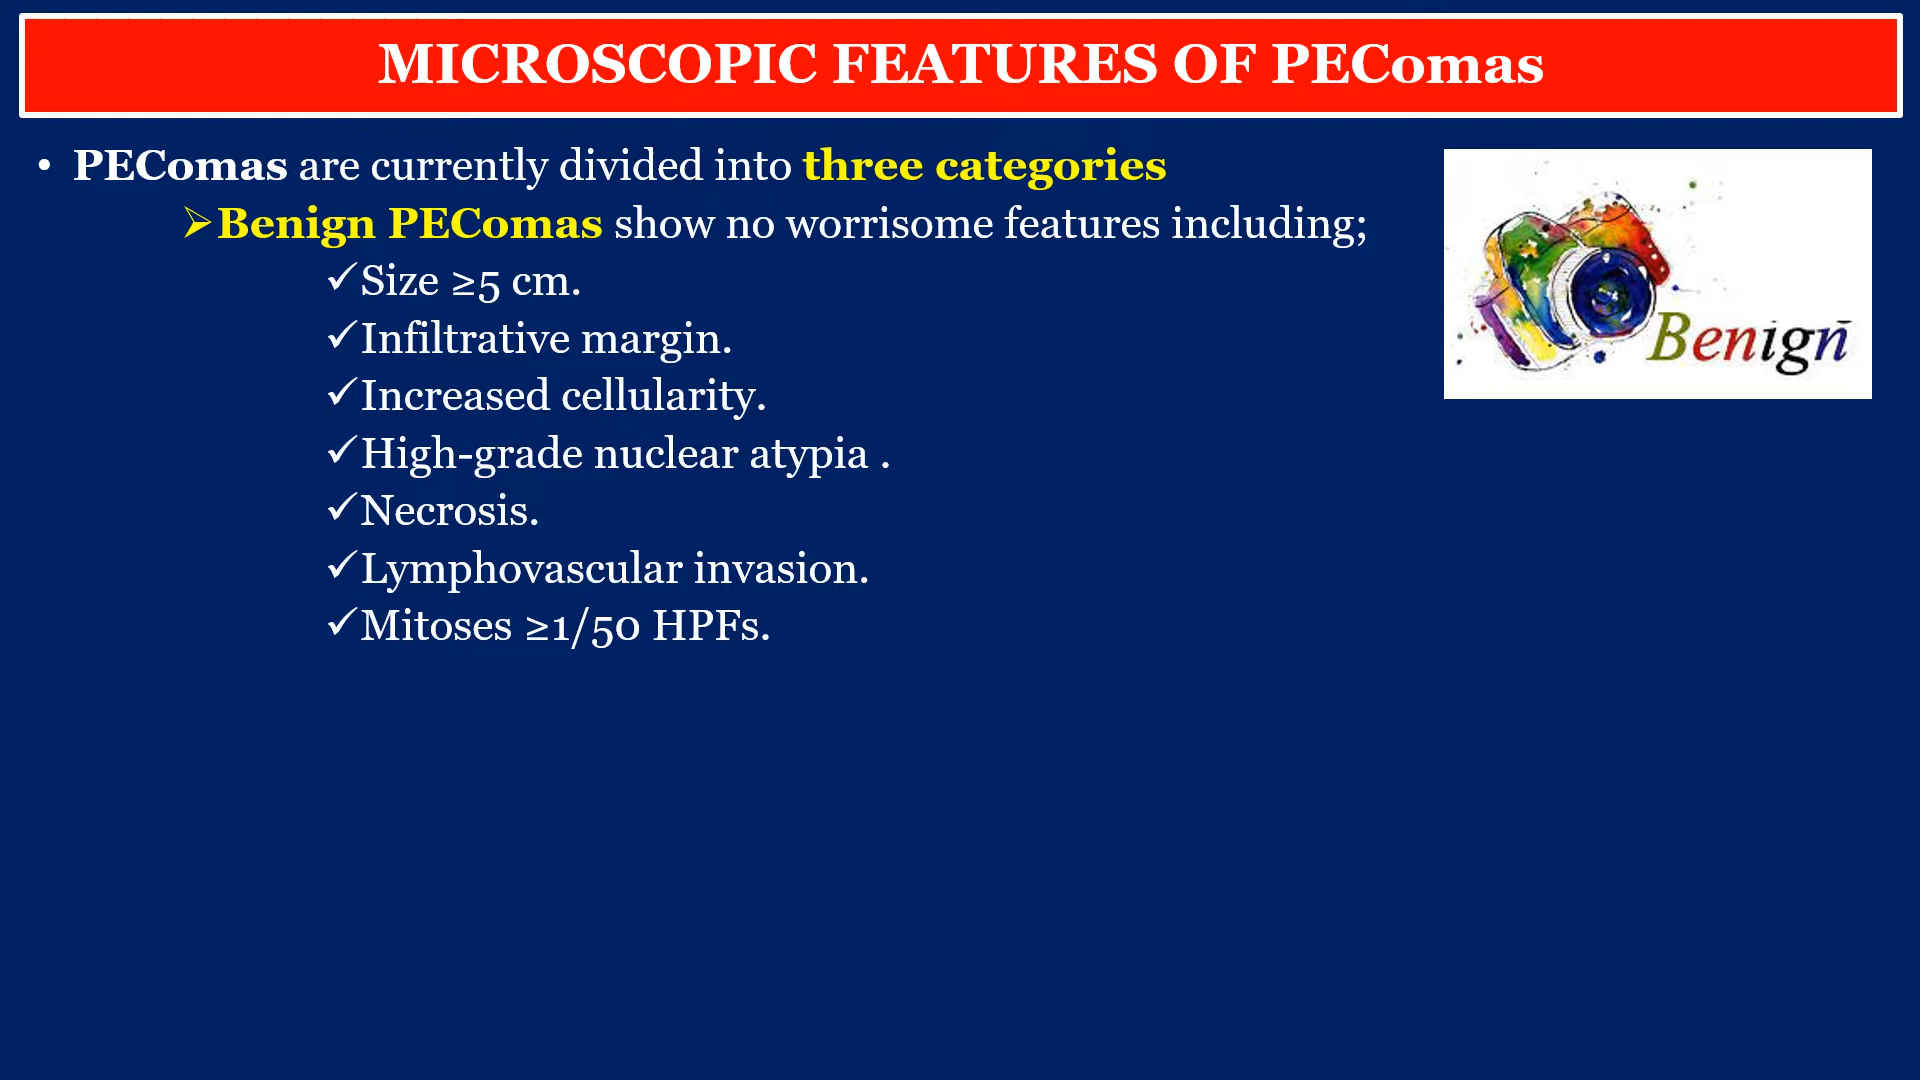 MICROSCOPIC FEATURES OF PEComas
• PEComas are currently divided into three categories
➢Benign PEComas show no worrisome features including;
✓Size ≥5 cm.
✓Infiltrative margin.
✓Increased cellularity.
✓High-grade nuclear atypia .
✓Necrosis.
✓Lymphovascular invasion.
✓Mitoses ≥1/50 HPFs.
Benign